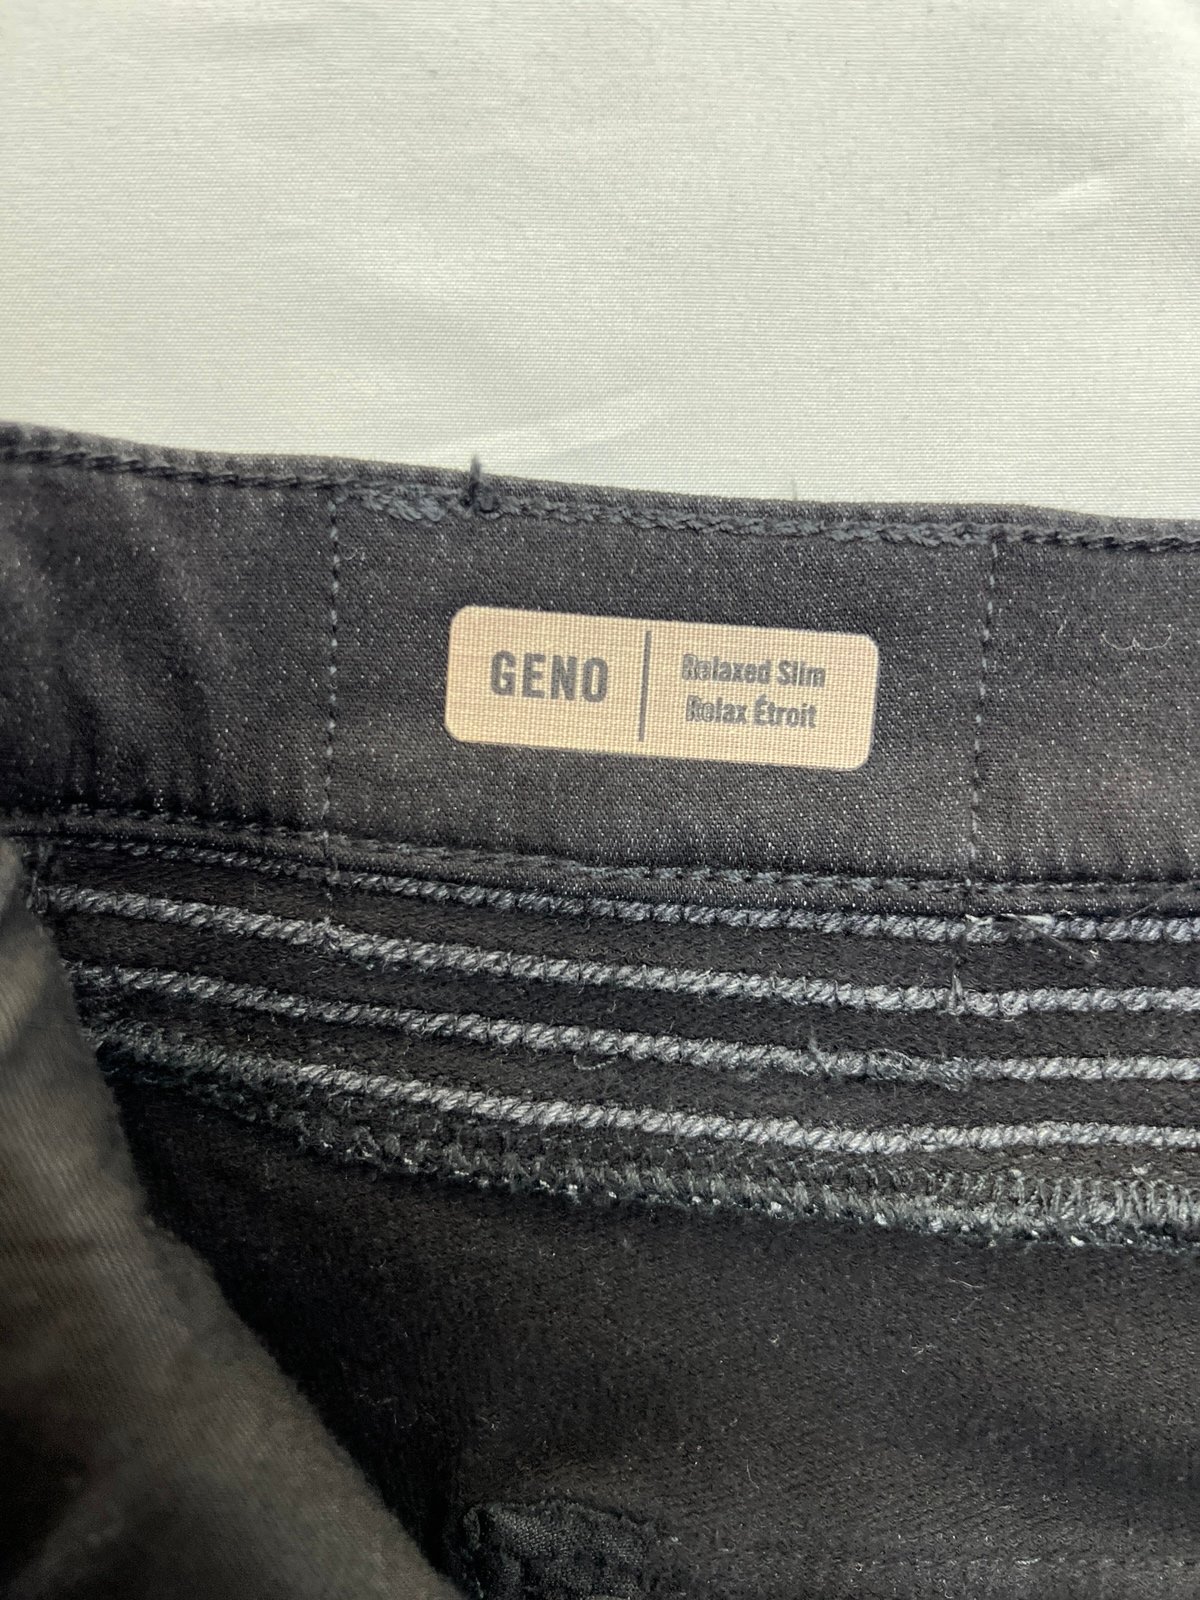 GENO
Relaxed Slim
Relax Étroit